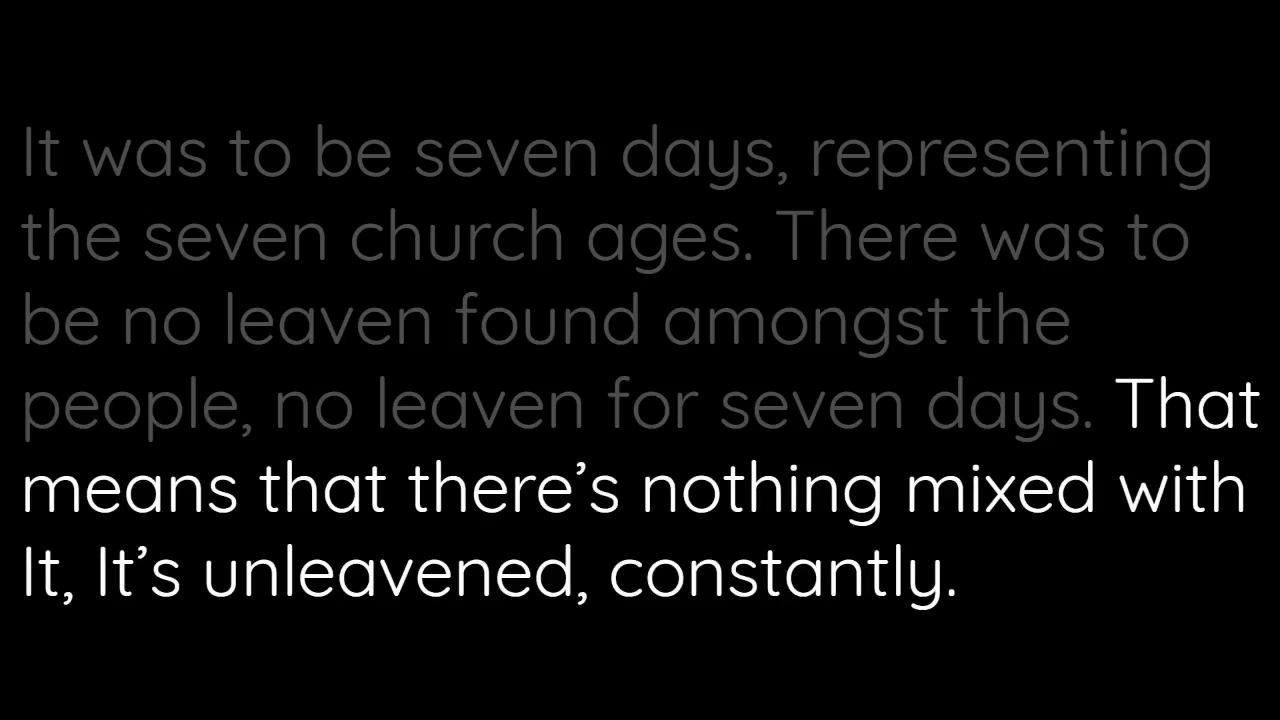 It was to be seven days, representing
the seven church ages. There was to
be no leaven found amongst the
people, no leaven for seven days. That
means that there’s nothing mixed with
It, It’s unleavened, constantly.